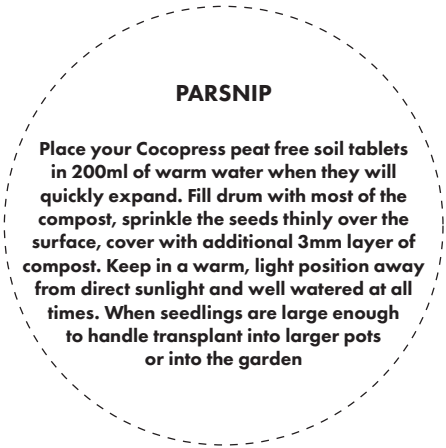 PARSNIP
Place your Cocopress peat free soil tablets
in 200ml of warm water when they will
quickly expand. Fill drum with most of the
compost, sprinkle the seeds thinly over the
surface, cover with additional 3mm layer of
compost. Keep in a warm, light position away
from direct sunlight and well watered at all
times. When seedlings are large enough
to handle transplant into larger pots
or into the garden